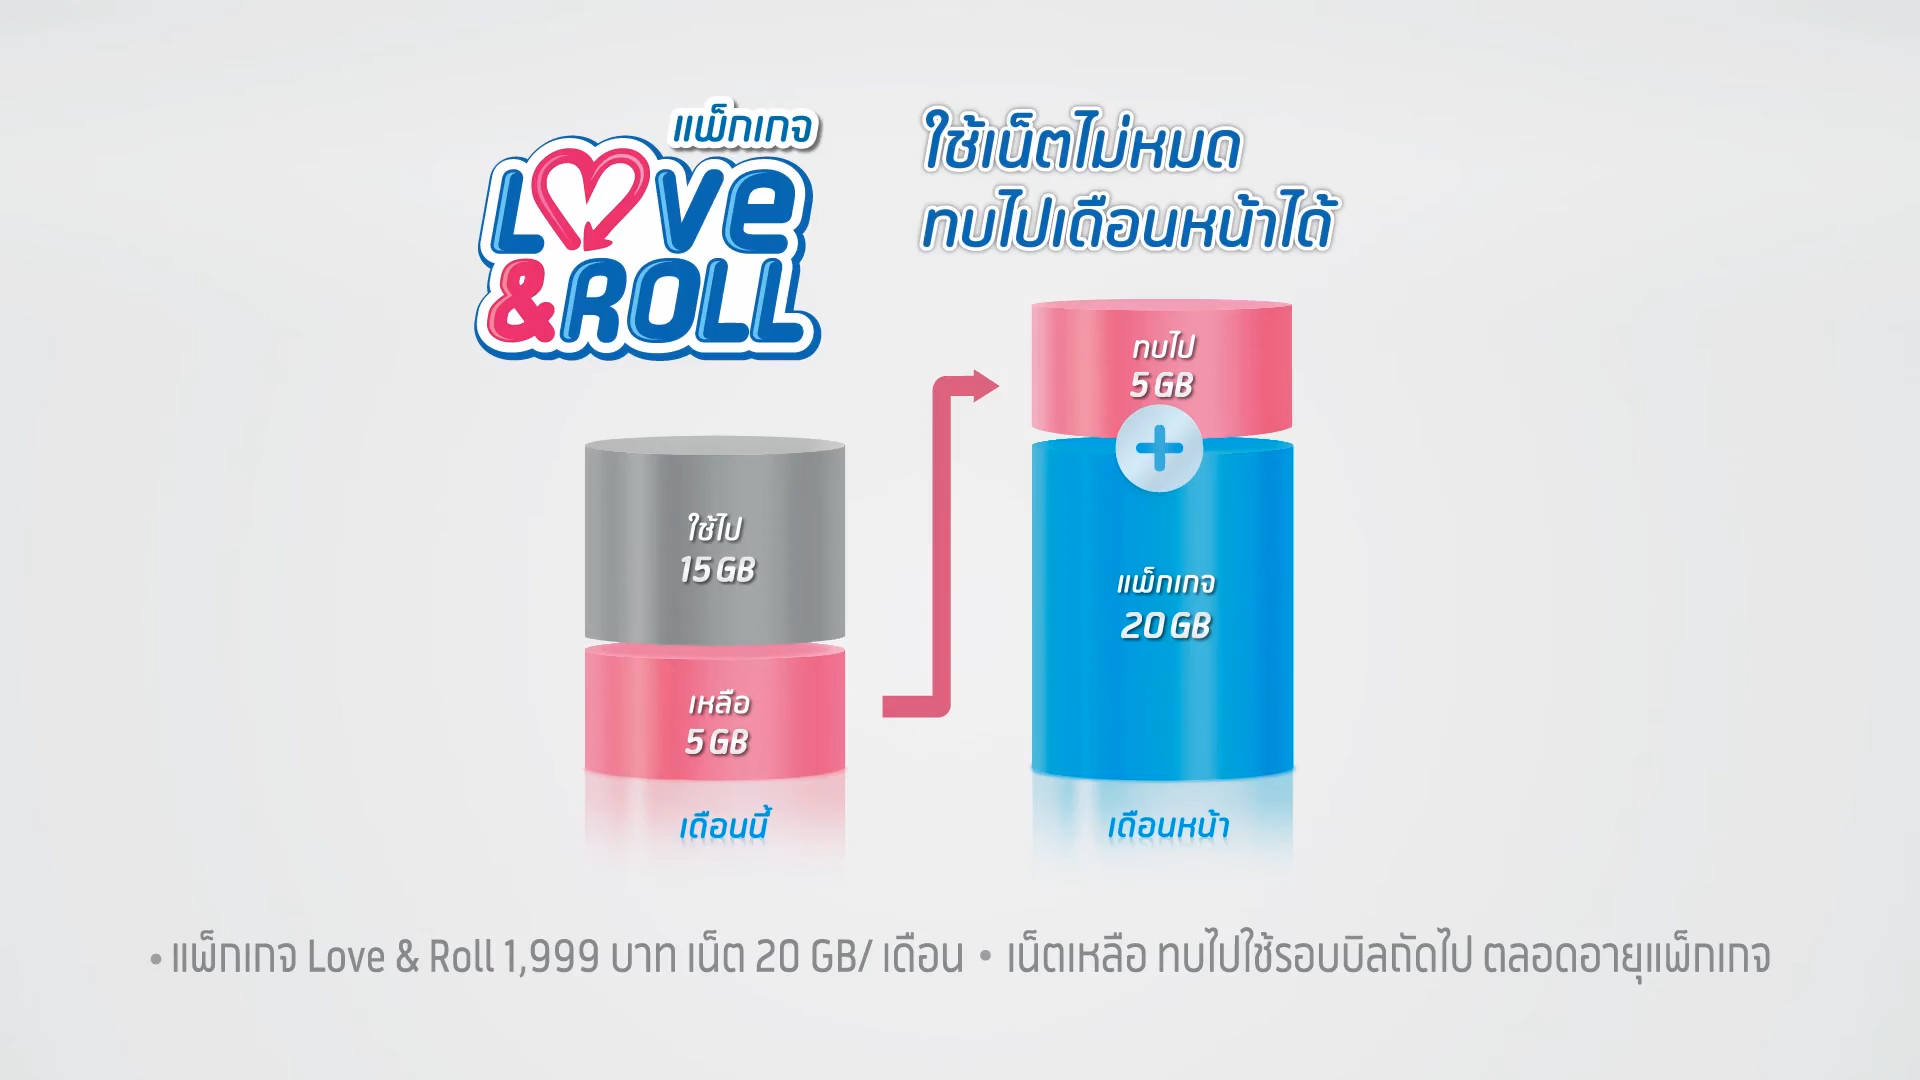 แพ็กเกจ
LOVe
&ROLL
ใช้เน็ตไม่หมด
ทบไปเดือนหน้าได้
ใช้ไป
15 GB
เหลือ
5 GB
เดือนนี้
ทบไป
5 GB
แพ็กเกจ
20 GB
เดือนหน้า
• แพ็กเกจ Love & Roll 1,999 บาท เน็ต 20 GB/ เดือน • เน็ตเหลือ ทบไปใช้รอบบิลถัดไป ตลอดอายุแพ็กเกจ